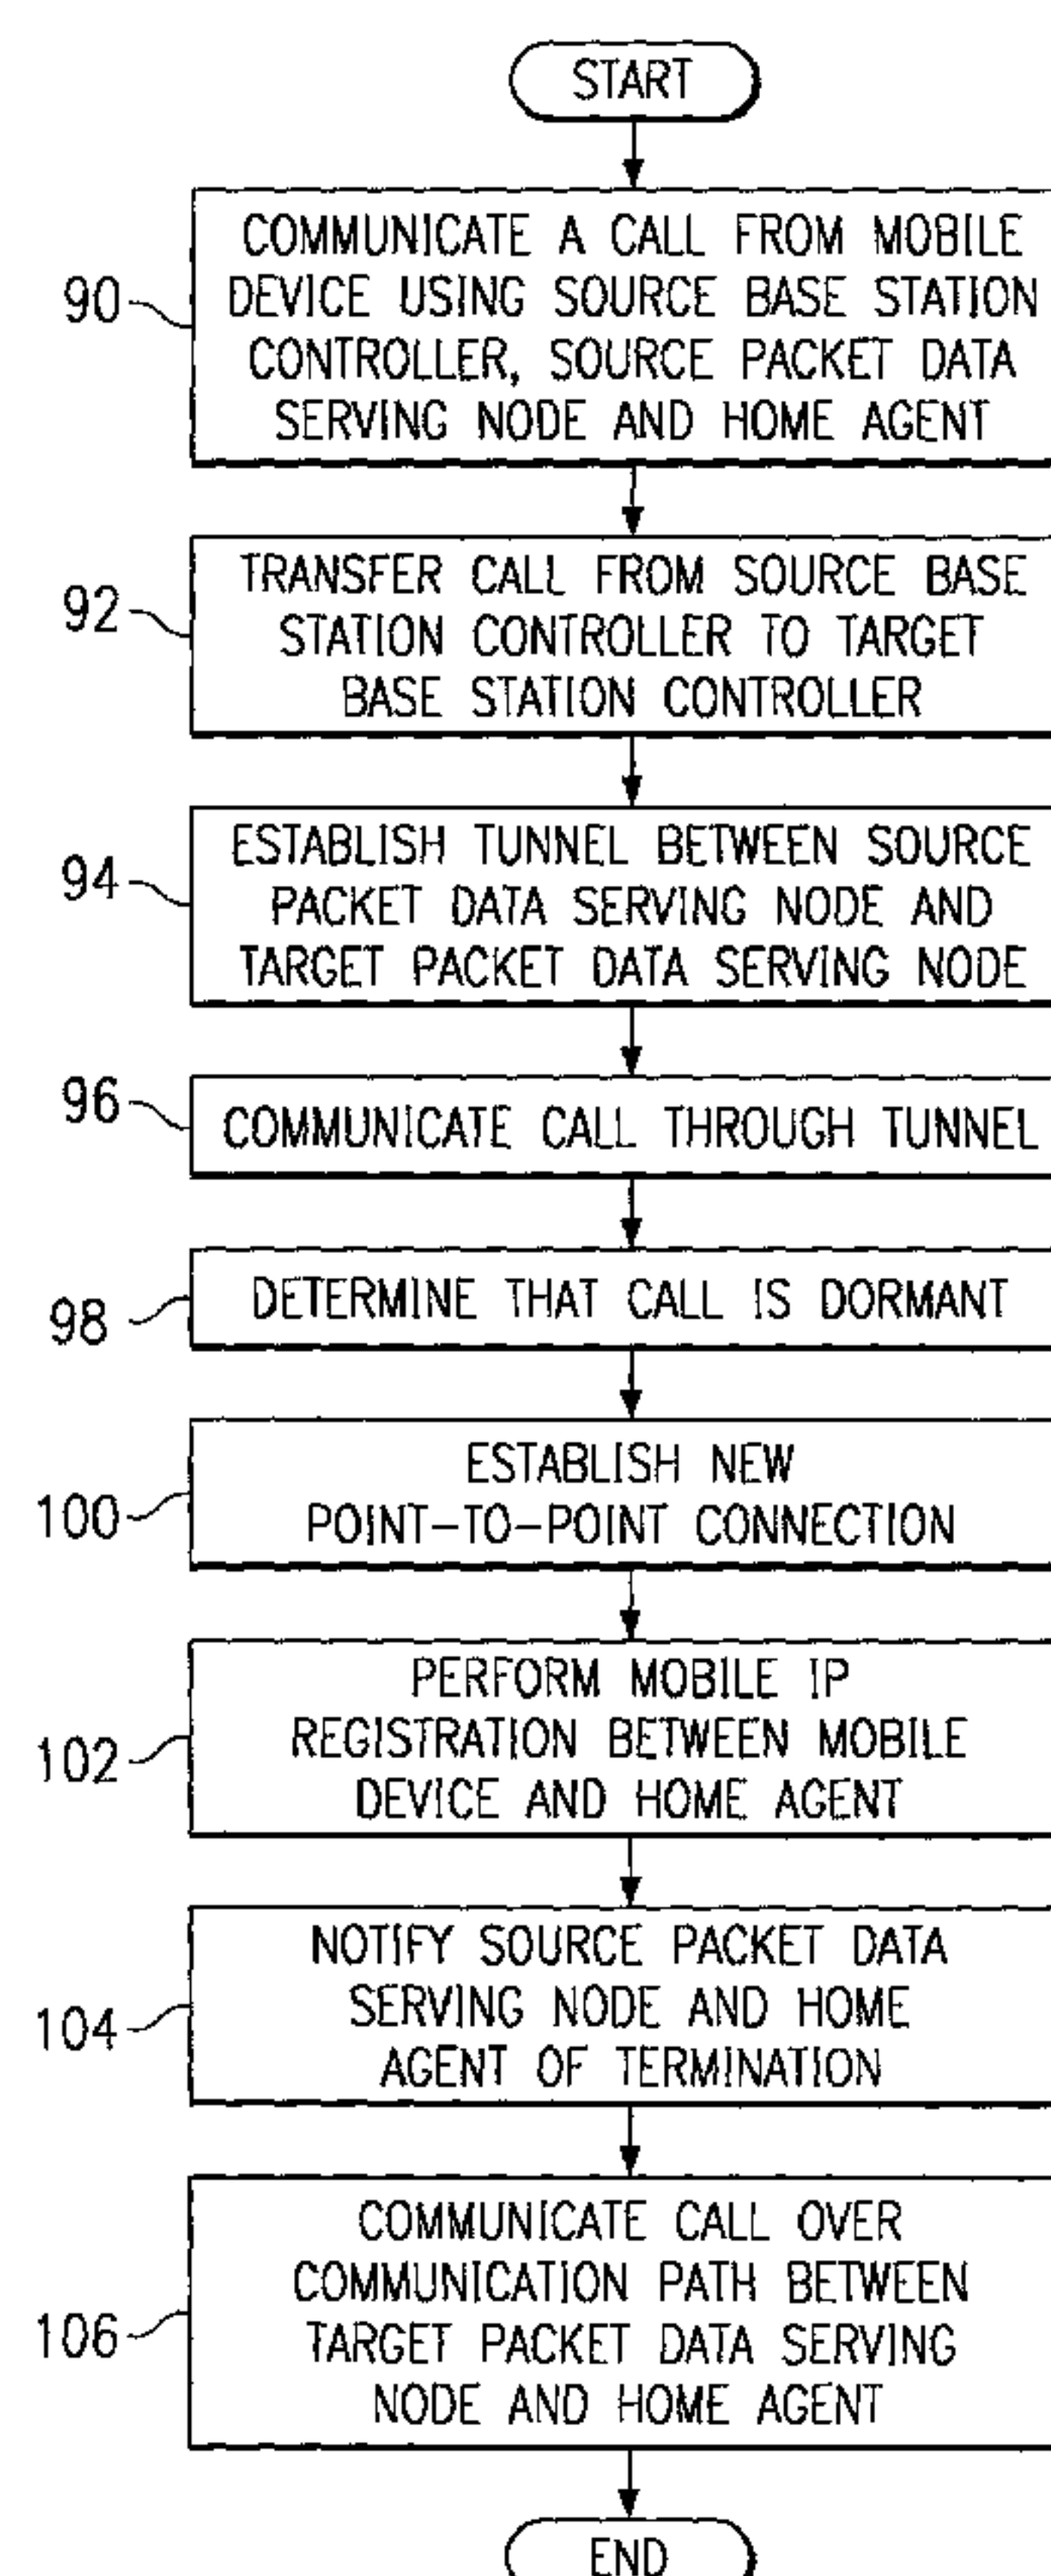 START
90
COMMUNICATE A CALL FROM MOBILE
DEVICE USING SOURCE BASE STATION
CONTROLLER, SOURCE PACKET DATA
SERVING NODE AND HOME AGENT
92
TRANSFER CALL FROM SOURCE BASE
STATION CONTROLLER TO TARGET
BASE STATION CONTROLLER
94
ESTABLISH TUNNEL BETWEEN SOURCE
PACKET DATA SERVING NODE AND
TARGET PACKET DATA SERVING NODE
96
COMMUNICATE CALL THROUGH TUNNEL
98
DETERMINE THAT CALL IS DORMANT
100
ESTABLISH NEW
POINT-TO-POINT CONNECTION
102
PERFORM MOBILE IP
REGISTRATION BETWEEN MOBILE
DEVICE AND HOME AGENT
104
NOTIFY SOURCE PACKET DATA
SERVING NODE AND HOME
AGENT OF TERMINATION
106
COMMUNICATE CALL OVER
COMMUNICATION PATH BETWEEN
TARGET PACKET DATA SERVING
NODE AND HOME AGENT
END